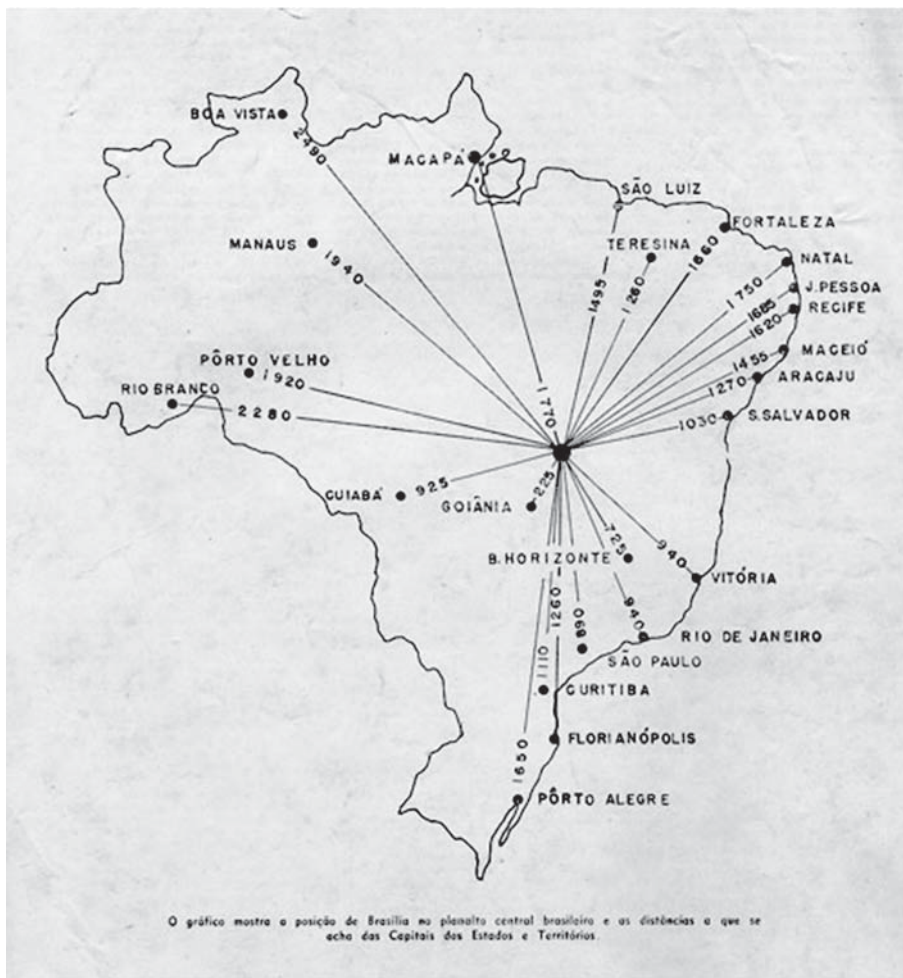 BOA VISTA
2480
MACAPÁ
SÃO LUIZ
FORTALEZA
MANAUS
1940
TERESINA
1260
1495
1660
NATAL
1750
J. PESSOA
1685
RECIFE
1620
MACEIÓ
1455
PÔRTO VELHO
1920
ARACAJU
1270
RIO BRANCO
2280
1770
S. SALVADOR
1030
CUIABÁ
925
GOIÂNIA
225
B. HORIZONTE
725
940
VITÓRIA
1260
890
940
RIO DE JANEIRO
SÃO PAULO
1110
CURITIBA
FLORIANÓPOLIS
1650
PÔRTO ALEGRE
O gráfico mostra a posição de Brasília no planalto central brasileiro e as distâncias a que se
acha das Capitais dos Estados e Territórios.